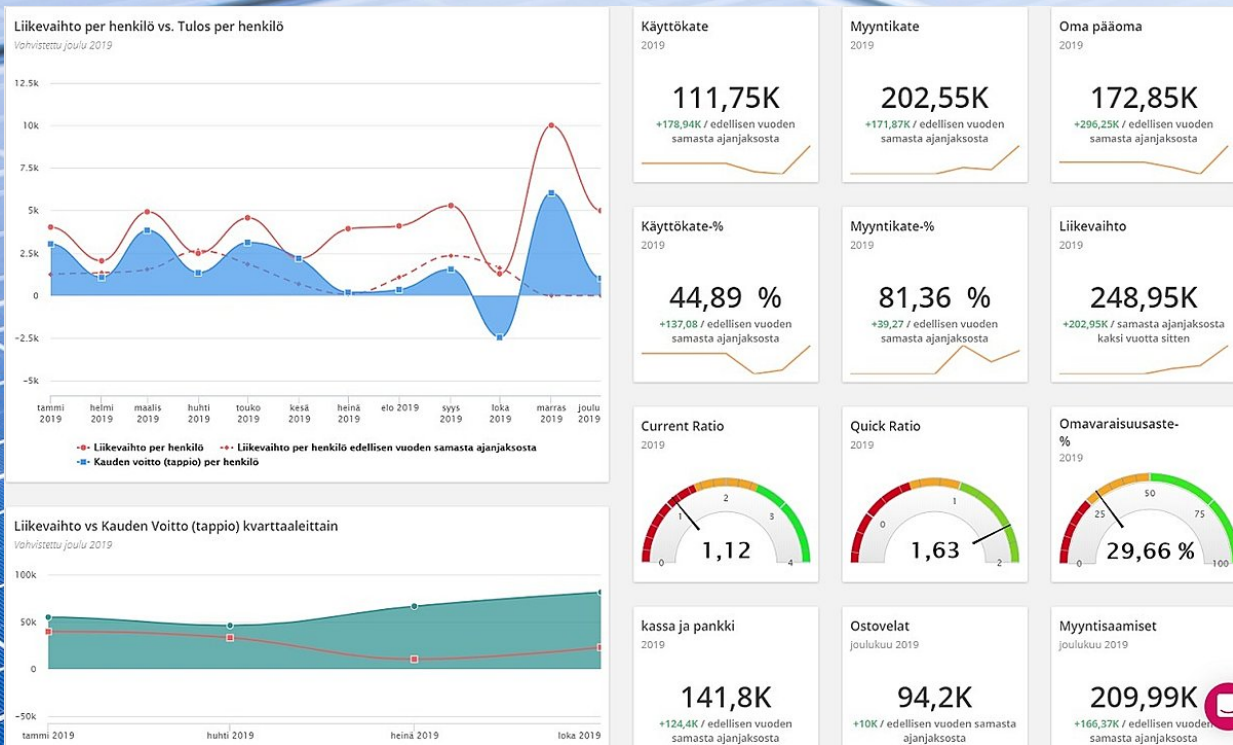 Liikevaihto per henkilö vs. Tulos per henkilö
Vahvistettu joulu 2019
12.5k
10k
7.5k
5k
2.5k
0
−2.5k
−5k
tammi 2019
helmi 2019
maalis 2019
huhti 2019
touko 2019
kesä 2019
heinä 2019
elo 2019
syys 2019
loka 2019
marras 2019
joulu 2019
Liikevaihto per henkilö
Liikevaihto per henkilö edellisen vuoden samasta ajanjaksosta
Kauden voitto (tappio) per henkilö
Liikevaihto vs Kauden Voitto (tappio) kvarttaaleittain
Vahvistettu joulu 2019
100k
50k
0
−50k
tammi 2019
huhti 2019
heinä 2019
loka 2019
Käyttökate
2019
111,75K
+178,94K / edellisen vuoden
samasta ajanjaksosta
Myyntikate
2019
202,55K
+171,87K / edellisen vuoden
samasta ajanjaksosta
Oma pääoma
2019
172,85K
+296,25K / edellisen vuoden
samasta ajanjaksosta
Käyttökate-%
2019
44,89 %
+137,08 / edellisen vuoden
samasta ajanjaksosta
Myyntikate-%
2019
81,36 %
+39,27 / edellisen vuoden
samasta ajanjaksosta
Liikevaihto
2019
248,95K
+202,95K / samasta ajanjaksosta
kaksi vuotta sitten
Current Ratio
2019
0
1
2
3
4
1,12
Quick Ratio
2019
0
1
2
1,63
Omavaraisuusaste-
%
2019
0
25
50
75
100
29,66 %
kassa ja pankki
2019
141,8K
+124,4K / edellisen vuoden
samasta ajanjaksosta
Ostovelat
joulukuu 2019
94,2K
+10K / edellisen vuoden samasta
ajanjaksosta
Myyntisaamiset
joulukuu 2019
209,99K
+166,37K / edellisen vuoden
samasta ajanjaksosta